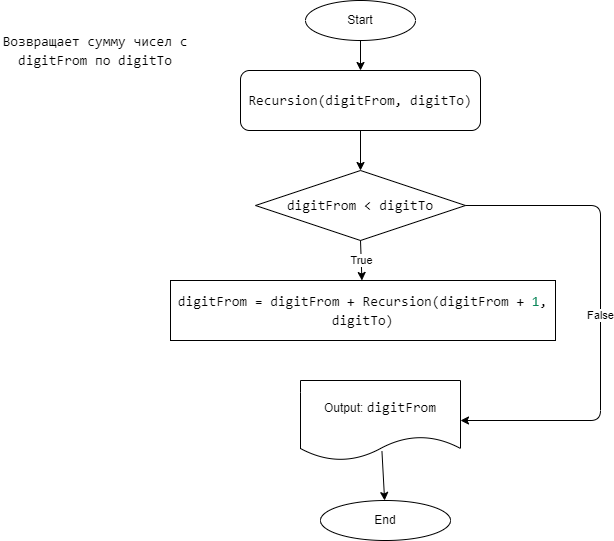 Start
Возвращает сумму чисел с
digitFrom по digitTo
Recursion(digitFrom, digitTo)
digitFrom < digitTo
True
digitFrom = digitFrom + Recursion(digitFrom + 1,
digitTo)
False
Output: digitFrom
End